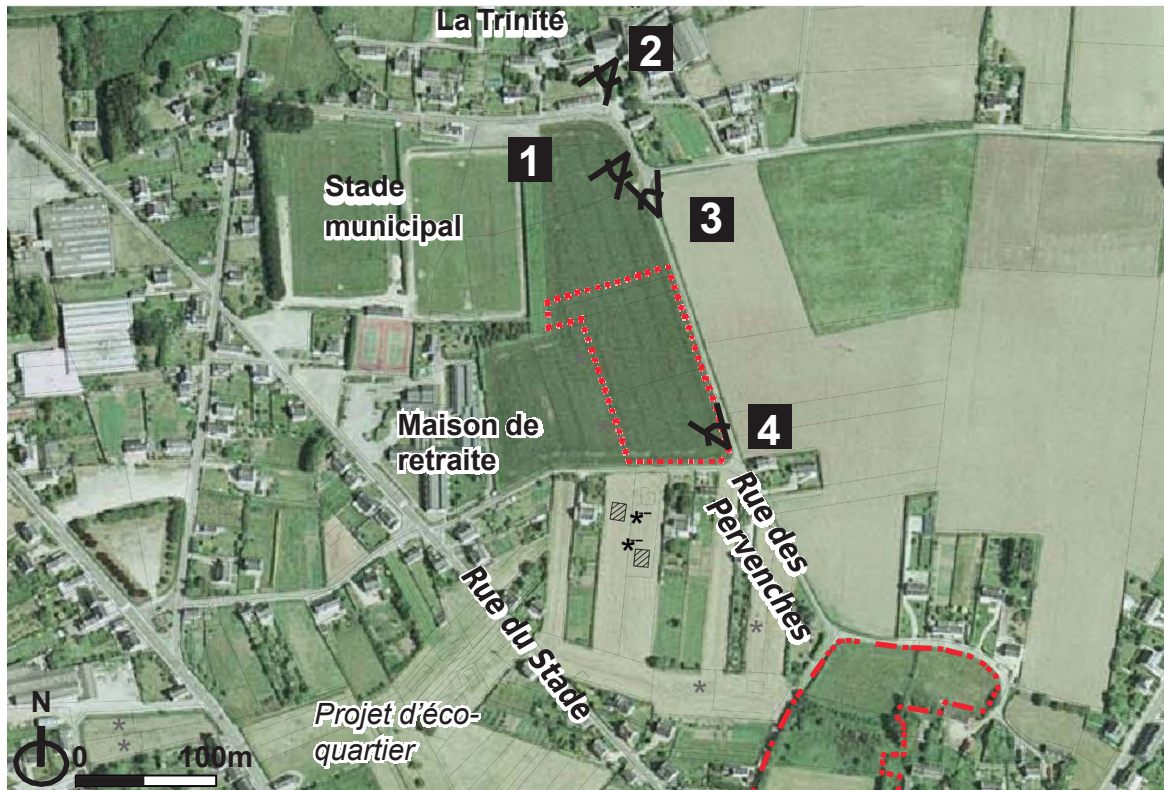 La Trinité
2
1
Stade
municipal
3
Maison de
retraite
4
Rue des
Pervenches
Rue du Stade
Projet d'éco-
quartier
N
0 100m